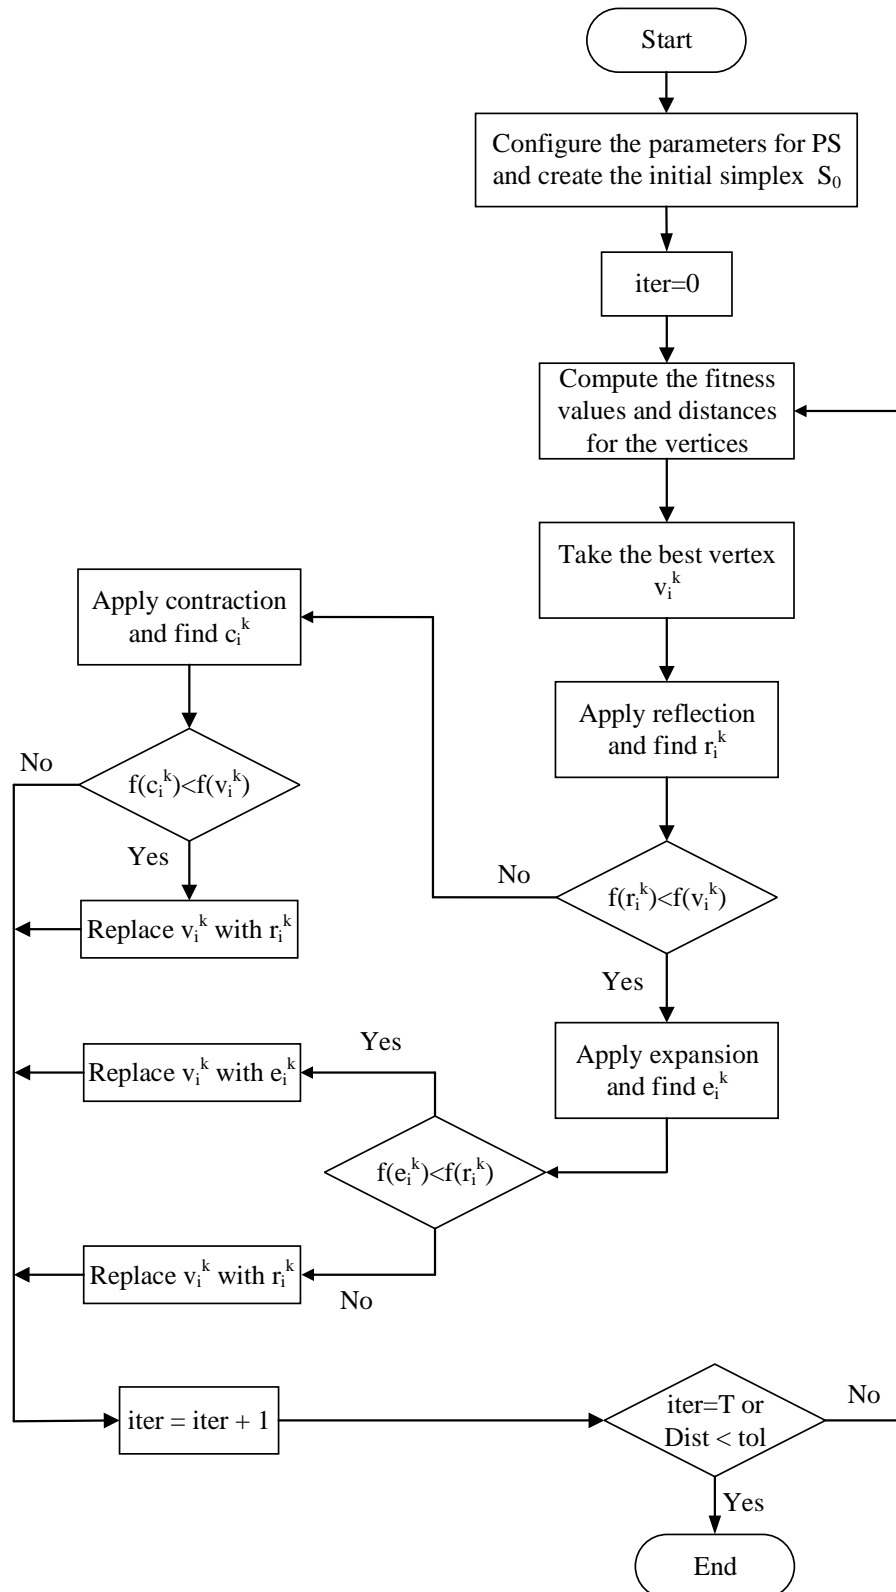 Start
Configure the parameters for PS
and create the initial simplex S₀
iter=0
Compute the fitness
values and distances
for the vertices
Take the best vertex
vᵢᵏ
Apply contraction
and find cᵢᵏ
Apply reflection
and find rᵢᵏ
No
f(cᵢᵏ)<f(vᵢᵏ)
Yes
No
f(rᵢᵏ)<f(vᵢᵏ)
Replace vᵢᵏ with rᵢᵏ
Yes
Yes
Apply expansion
and find eᵢᵏ
Replace vᵢᵏ with eᵢᵏ
f(eᵢᵏ)<f(rᵢᵏ)
Replace vᵢᵏ with rᵢᵏ
No
iter = iter + 1
iter=T or
Dist < tol
No
Yes
End